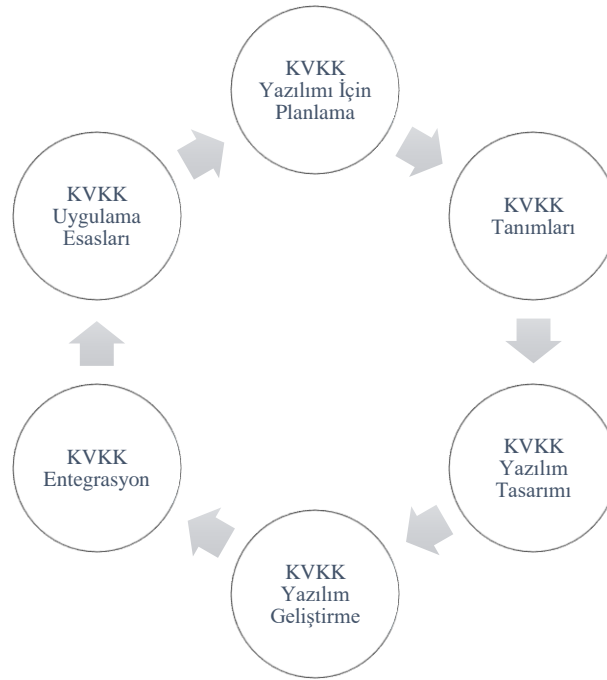 KVKK
Yazılımı İçin
Planlama
KVKK
Tanımları
KVKK
Yazılım
Tasarımı
KVKK
Yazılım
Geliştirme
KVKK
Entegrasyon
KVKK
Uygulama
Esasları